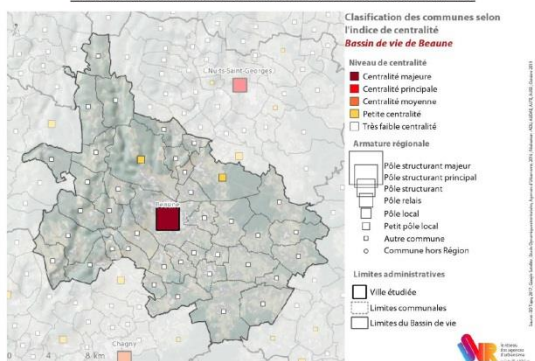 Clasification des communes selon
l'indice de centralité
Bassin de vie de Beaune
Niveau de centralité
Centralité majeure
Centralité principale
Centralité moyenne
Petite centralité
Très faible centralité
Armature régionale
Pôle structurant majeur
Pôle structurant principal
Pôle structurant
Pôle relais
Pôle local
Petit pôle local
Autre commune
Commune hors Région
Limites administratives
Ville étudiée
Limites communales
Limites du Bassin de vie
Nuits-Saint-Georges
Beaune
Chagny
0
4
8 km